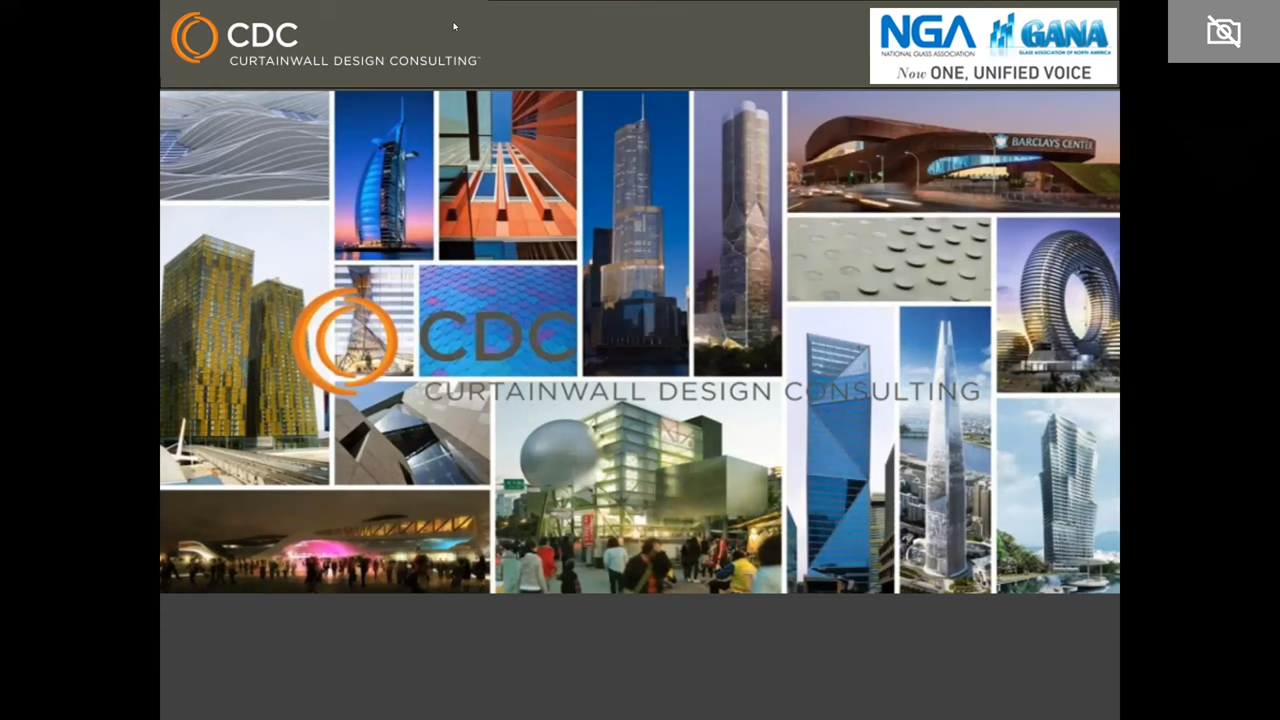 CDC
CURTAINWALL DESIGN CONSULTING
NGA
NATIONAL GLASS ASSOCIATION
GANA
GLASS ASSOCIATION OF NORTH AMERICA
Now ONE, UNIFIED VOICE
BARCLAYS CENTER
CDC
CURTAINWALL DESIGN CONSULTING